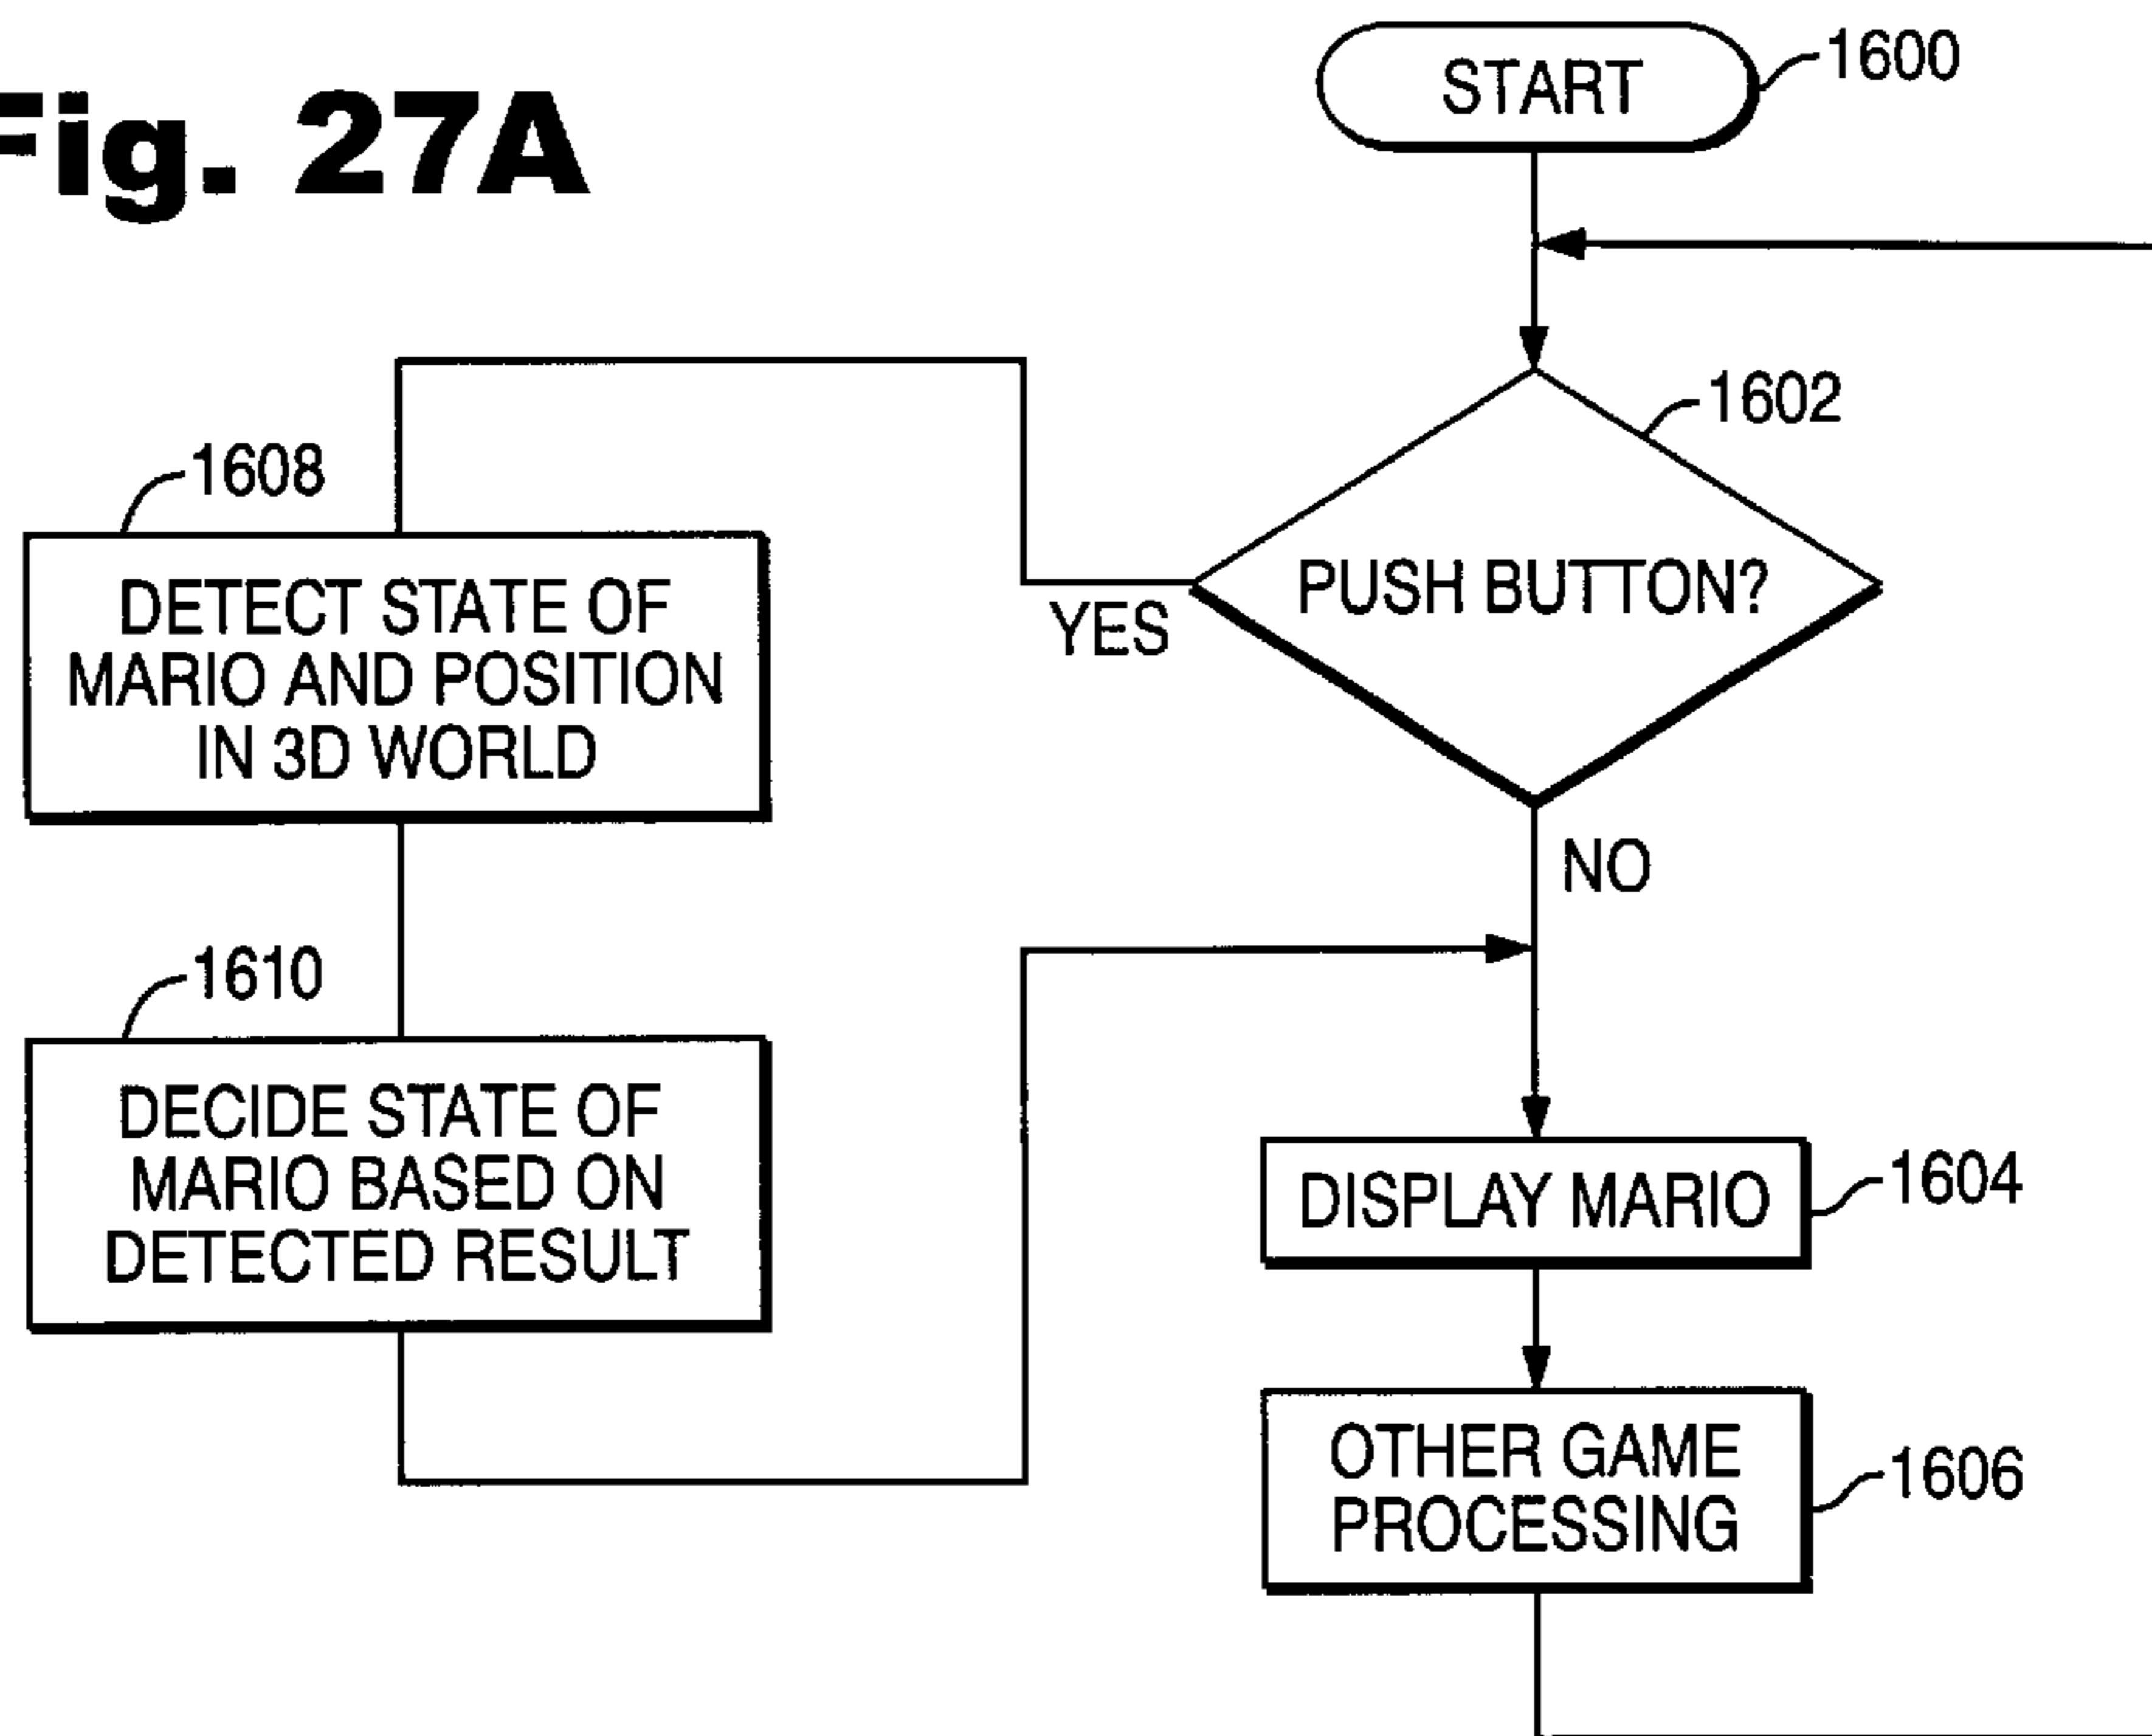 Fig. 27A
START
1600
1602
PUSH BUTTON?
YES
NO
1608
DETECT STATE OF
MARIO AND POSITION
IN 3D WORLD
1610
DECIDE STATE OF
MARIO BASED ON
DETECTED RESULT
DISPLAY MARIO
1604
OTHER GAME
PROCESSING
1606